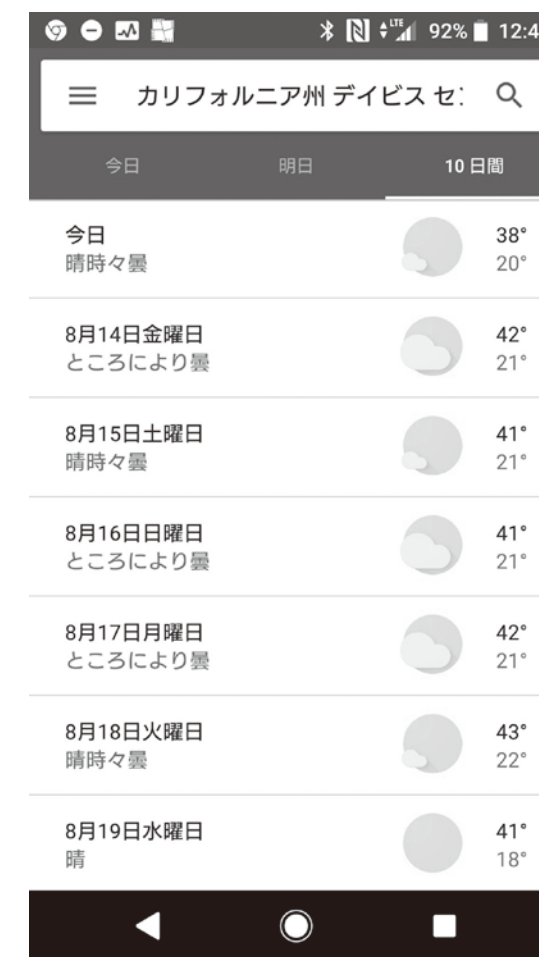 92% 12:4
カリフォルニア州 デイビス セ
今日 明日 10 日間
今日 38°
晴時々曇 20°
8月14日金曜日 42°
ところにより曇 21°
8月15日土曜日 41°
晴時々曇 21°
8月16日日曜日 41°
ところにより曇 21°
8月17日月曜日 42°
ところにより曇 21°
8月18日火曜日 43°
晴時々曇 22°
8月19日水曜日 41°
晴 18°